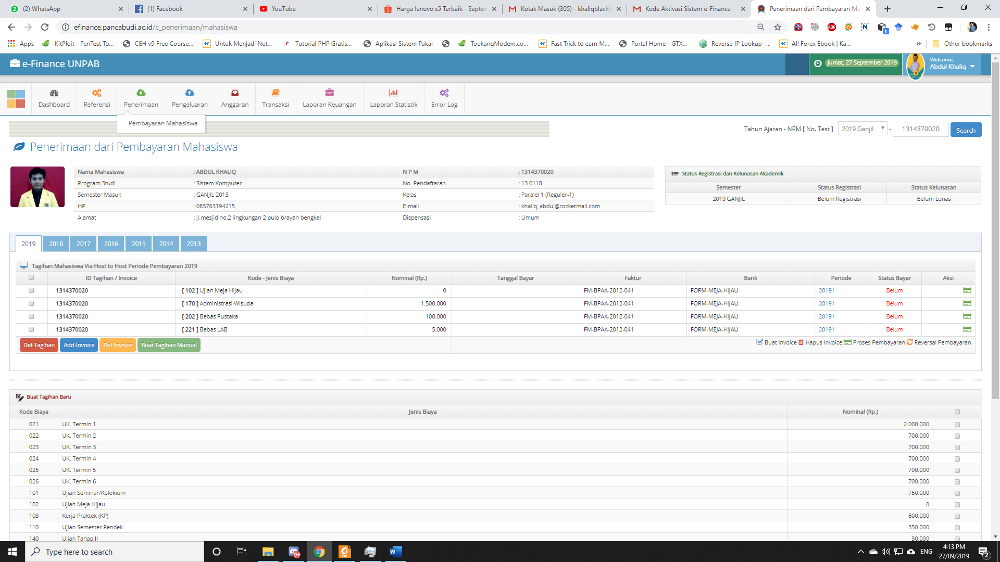 (2) WhatsApp
(1) Facebook
YouTube
Harga lenovo s5 Terbaik - Septen
Kotak Masuk (305) - khaliqblackli
Kode Aktivasi Sistem e-Finance -
Penerimaan dari Pembayaran Ma
efinance.pancabudi.ac.id/c_penerimaan/mahasiswa
Apps KitPloit - PenTest To... CEH v9 Free Course... Untuk Menjadi Net... Tutorial PHP Gratis... Aplikasi Sistem Pakar ToekangModem.co... Fast Trick to earn M... Portal Home - GTX... Reverse IP Lookup -... All Forex Ebook | Ka... » Other bookmarks
e-Finance UNPAB
Jumat, 27 September 2019
Welcome,
Abdul Khaliq
Dashboard Referensi Penerimaan Pengeluaran Anggaran Transaksi Laporan Keuangan Laporan Statistik Error Log
Pembayaran Mahasiswa
Tahun Ajaran - NPM [ No. Test ] 2019 Ganjil - 1314370020 Search
Penerimaan dari Pembayaran Mahasiswa
Nama Mahasiswa : ABDUL KHALIQ N P M : 1314370020
Program Studi : Sistem Komputer No. Pendaftaran : 13.0118
Semester Masuk : GANJIL 2013 Kelas : Paralel 1 (Reguler-1)
HP : 085763194215 E-mail : khaliq_abdul@rocketmail.com
Alamat : jl.mesjid no.2 lingkungan 2 pulo brayan bengkel Dispensasi : Umum
Status Registrasi dan Kelunasan Akademik
Semester Status Registrasi Status Kelunasan
2019 GANJIL Belum Registrasi Belum Lunas
2019 2018 2017 2016 2015 2014 2013
Tagihan Mahasiswa Via Host to Host Periode Pembayaran 2019
ID Tagihan / Invoice Kode - Jenis Biaya Nominal (Rp.) Tanggal Bayar Faktur Bank Periode Status Bayar Aksi
1314370020 [ 102 ] Ujian Meja Hijau 0 FM-BPAA-2012-041 FORM-MEJA-HIJAU 20191 Belum
1314370020 [ 170 ] Administrasi Wisuda 1.500.000 FM-BPAA-2012-041 FORM-MEJA-HIJAU 20191 Belum
1314370020 [ 202 ] Bebas Pustaka 100.000 FM-BPAA-2012-041 FORM-MEJA-HIJAU 20191 Belum
1314370020 [ 221 ] Bebas LAB 5.000 FM-BPAA-2012-041 FORM-MEJA-HIJAU 20191 Belum
Del-Tagihan Add-Invoice Del-Invoice Buat Tagihan Manual
Buat Invoice Hapus Invoice Proses Pembayaran Reversal Pembayaran
Buat Tagihan Baru
Kode Biaya Jenis Biaya Nominal (Rp.)
021 UK. Termin 1 2.000.000
022 UK. Termin 2 700.000
023 UK. Termin 3 700.000
024 UK. Termin 4 700.000
025 UK. Termin 5 700.000
026 UK. Termin 6 700.000
101 Ujian Seminar/Kolokium 750.000
102 Ujian Meja Hijau 0
103 Kerja Praktek (KP) 600.000
110 Ujian Semester Pendek 350.000
140 Ujian Tahap II 30.000
Type here to search
ENG
4:13 PM
27/09/2019
2